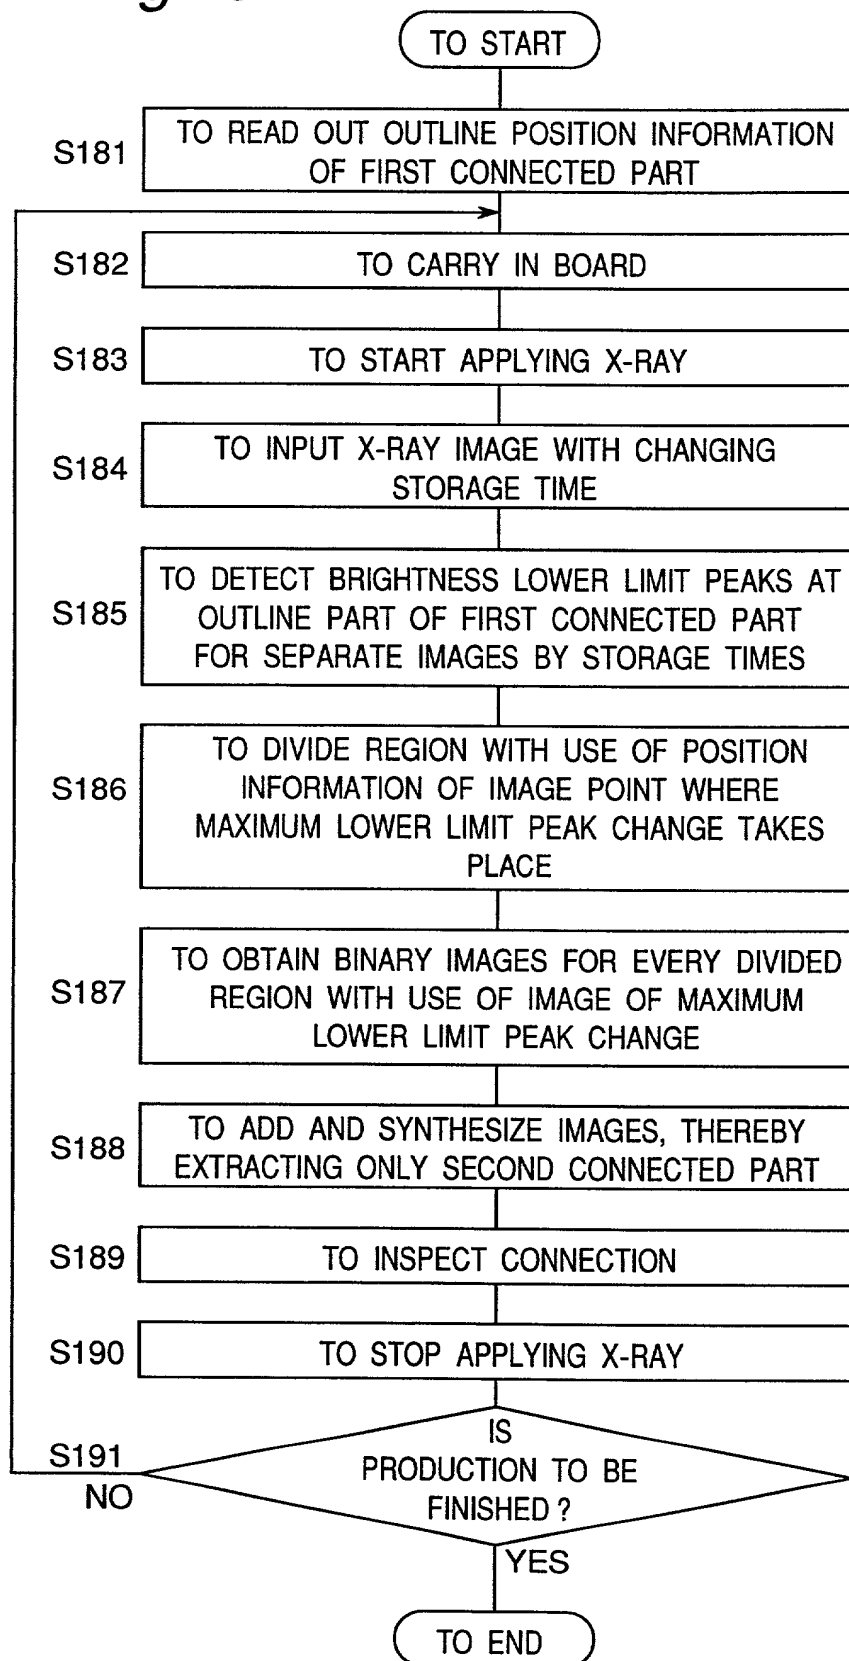 TO START
S181
TO READ OUT OUTLINE POSITION INFORMATION
OF FIRST CONNECTED PART
S182
TO CARRY IN BOARD
S183
TO START APPLYING X-RAY
S184
TO INPUT X-RAY IMAGE WITH CHANGING
STORAGE TIME
S185
TO DETECT BRIGHTNESS LOWER LIMIT PEAKS AT
OUTLINE PART OF FIRST CONNECTED PART
FOR SEPARATE IMAGES BY STORAGE TIMES
S186
TO DIVIDE REGION WITH USE OF POSITION
INFORMATION OF IMAGE POINT WHERE
MAXIMUM LOWER LIMIT PEAK CHANGE TAKES
PLACE
S187
TO OBTAIN BINARY IMAGES FOR EVERY DIVIDED
REGION WITH USE OF IMAGE OF MAXIMUM
LOWER LIMIT PEAK CHANGE
S188
TO ADD AND SYNTHESIZE IMAGES, THEREBY
EXTRACTING ONLY SECOND CONNECTED PART
S189
TO INSPECT CONNECTION
S190
TO STOP APPLYING X-RAY
S191
IS
PRODUCTION TO BE
FINISHED ?
NO
YES
TO END